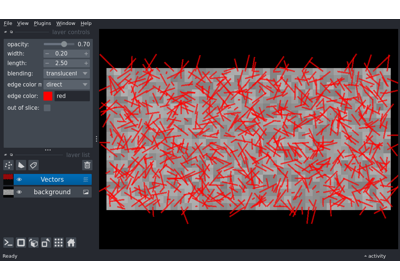 File View Plugins Window Help
layer controls
opacity: 0.70
width: 0.20
length: 2.50
blending: translucent
edge color m direct
edge color: red
out of slice:
layer list
Vectors
background
Ready
activity